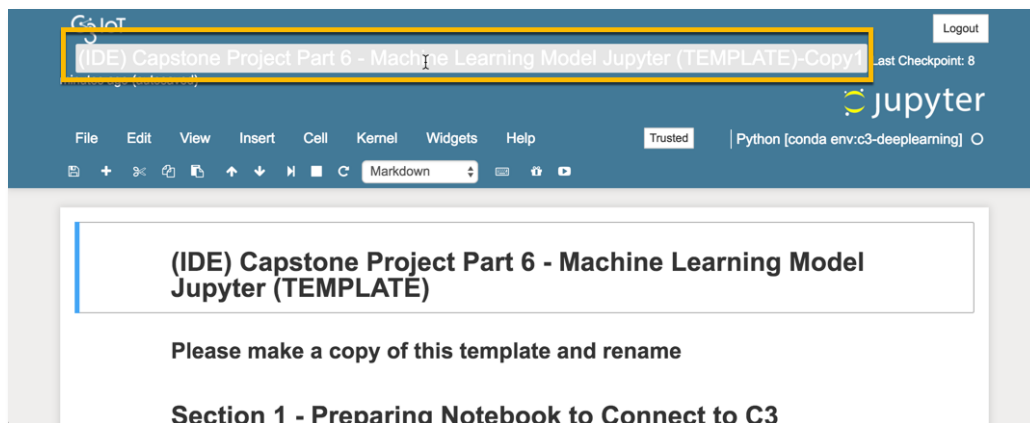 C3 IoT
Logout
(IDE) Capstone Project Part 6 - Machine Learning Model Jupyter (TEMPLATE)-Copy1 Last Checkpoint: 8
minutes ago (autosaved)
jupyter
File Edit View Insert Cell Kernel Widgets Help Trusted Python [conda env:c3-deeplearning]
Markdown
(IDE) Capstone Project Part 6 - Machine Learning Model
Jupyter (TEMPLATE)
Please make a copy of this template and rename
Section 1 - Preparing Notebook to Connect to C3